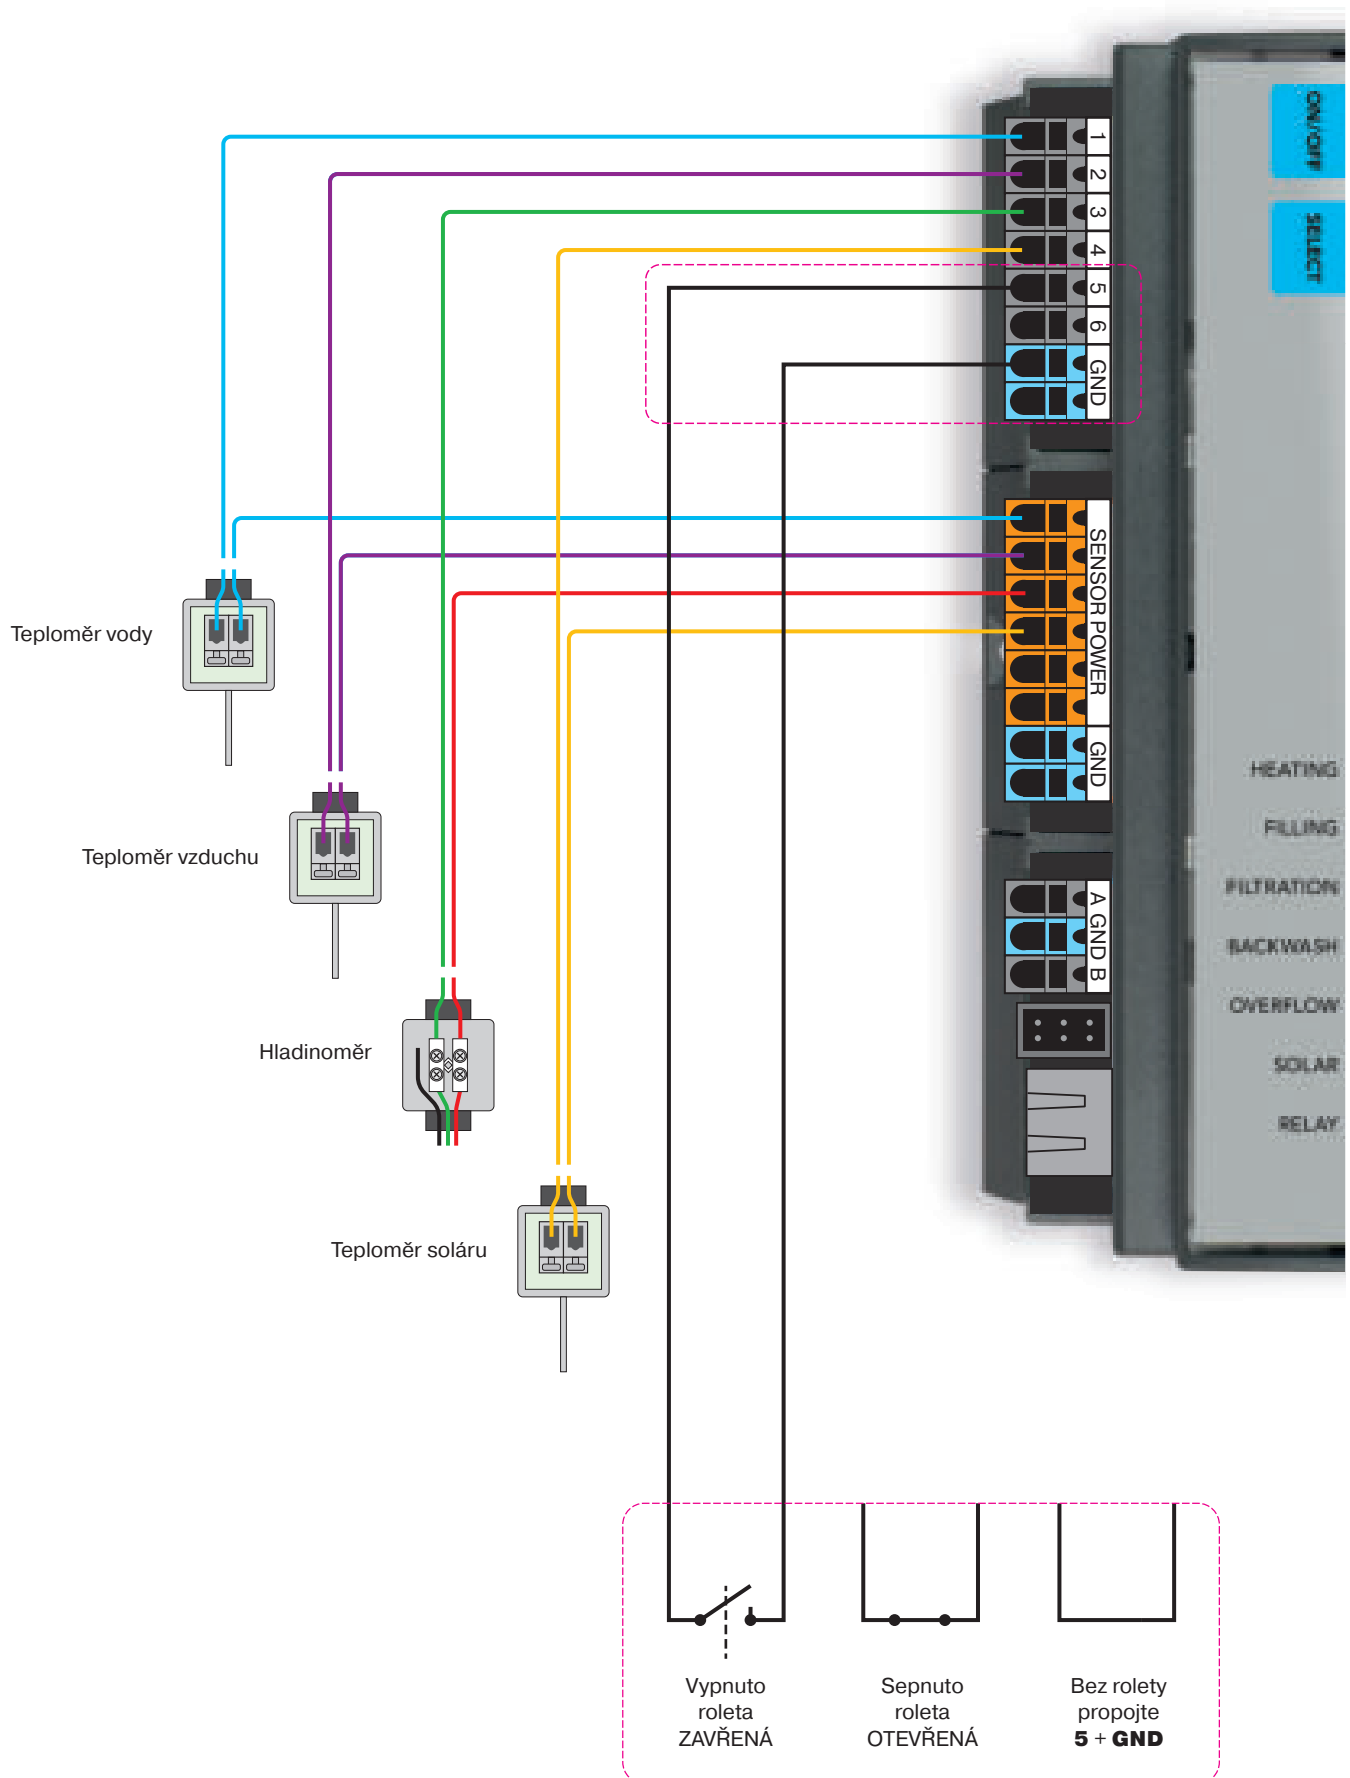 ON/OFF
SELECT
1
2
3
4
5
6
GND
SENSOR POWER
GND
A GND B
HEATING
FILLING
FILTRATION
BACKWASH
OVERFLOW
SOLAR
RELAY
Teploměr vody
Teploměr vzduchu
Hladinoměr
Teploměr soláru
Vypnuto
roleta
ZAVŘENÁ
Sepnuto
roleta
OTEVŘENÁ
Bez rolety
propojte
5 + GND